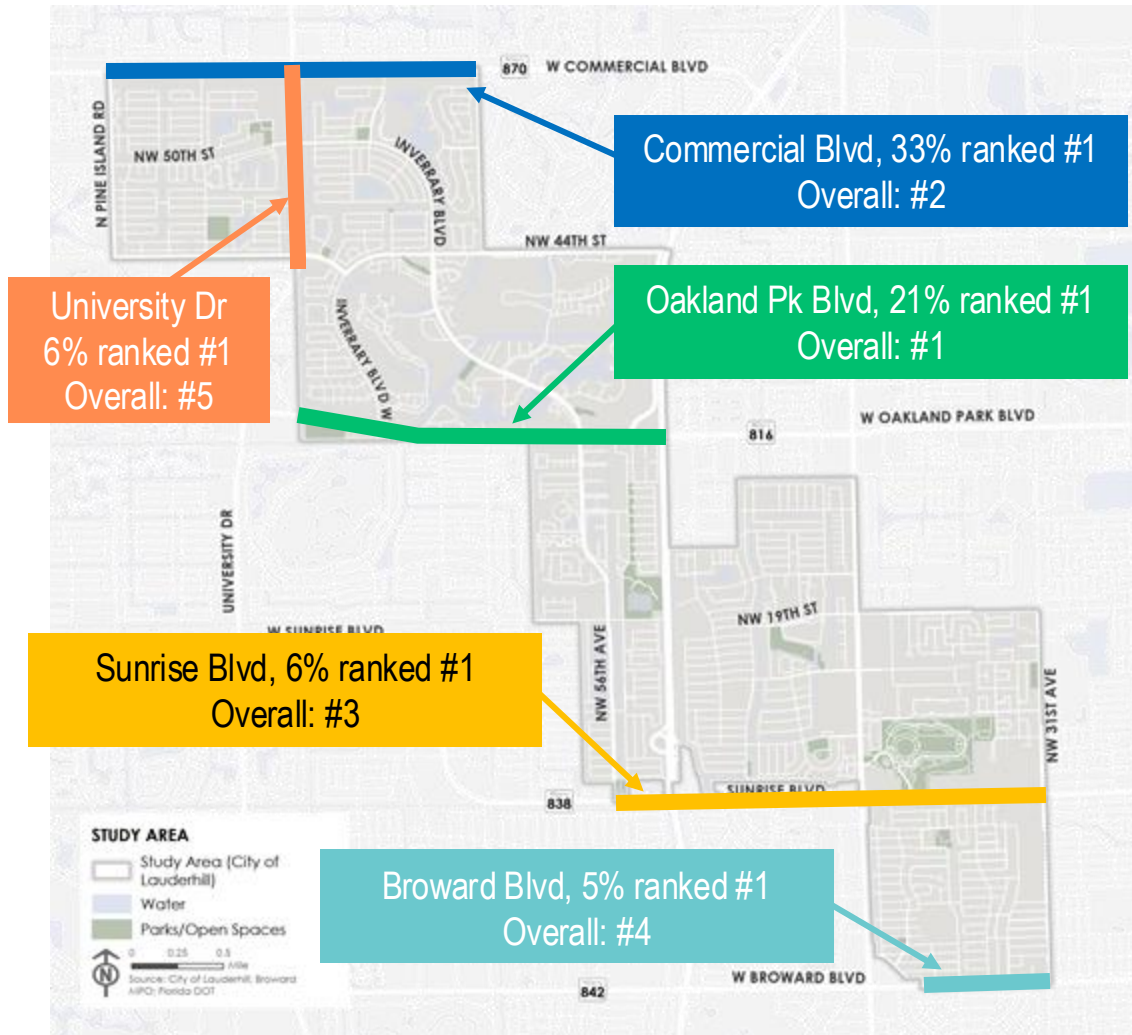 870 W COMMERCIAL BLVD
N PINE ISLAND RD
NW 50TH ST
INVERRARY BLVD
Commercial Blvd, 33% ranked #1
Overall: #2
NW 44TH ST
University Dr
6% ranked #1
Overall: #5
INVERRARY BLVD W
Oakland Pk Blvd, 21% ranked #1
Overall: #1
W OAKLAND PARK BLVD
816
UNIVERSITY DR
NW 19TH ST
W SUNRISE BLVD
NW 56TH AVE
Sunrise Blvd, 6% ranked #1
Overall: #3
NW 31ST AVE
SUNRISE BLVD
838
STUDY AREA
Study Area (City of
Lauderhill)
Water
Parks/Open Spaces
0 0.25 0.5
Mile
N
Source: City of Lauderhill, Broward
MPO; Florida DOT
Broward Blvd, 5% ranked #1
Overall: #4
W BROWARD BLVD
842